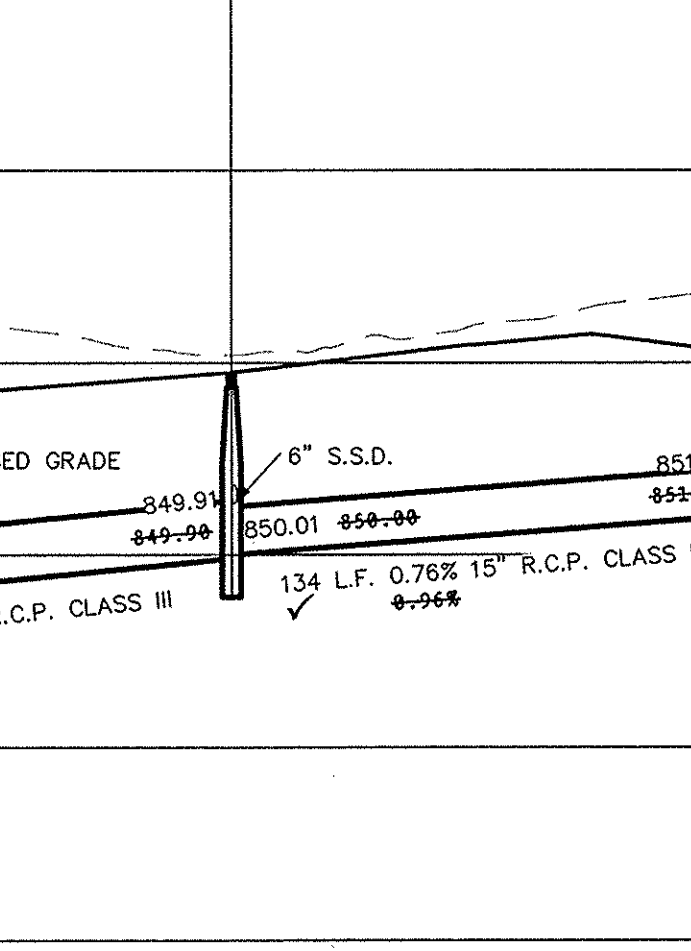 ED GRADE
6" S.S.D.
849.91
849.90
850.01 850.00
851
851
134 L.F. 0.76% 15" R.C.P. CLASS
0.96%
.C.P. CLASS III